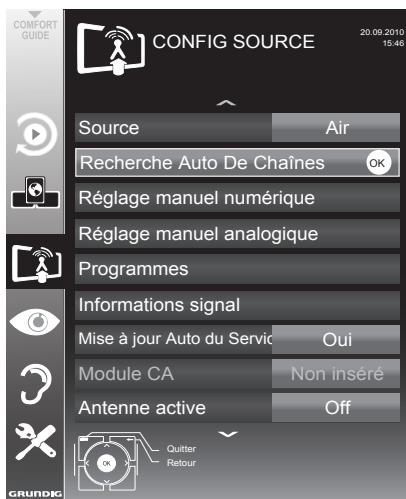 COMFORT
GUIDE
CONFIG SOURCE
20.09.2010
15:46
Source Air
Recherche Auto De Chaînes OK
Réglage manuel numérique
Réglage manuel analogique
Programmes
Informations signal
Mise à jour Auto du Servic Oui
Module CA Non inséré
Antenne active Off
Quitter
OK Retour
GRUNDIG